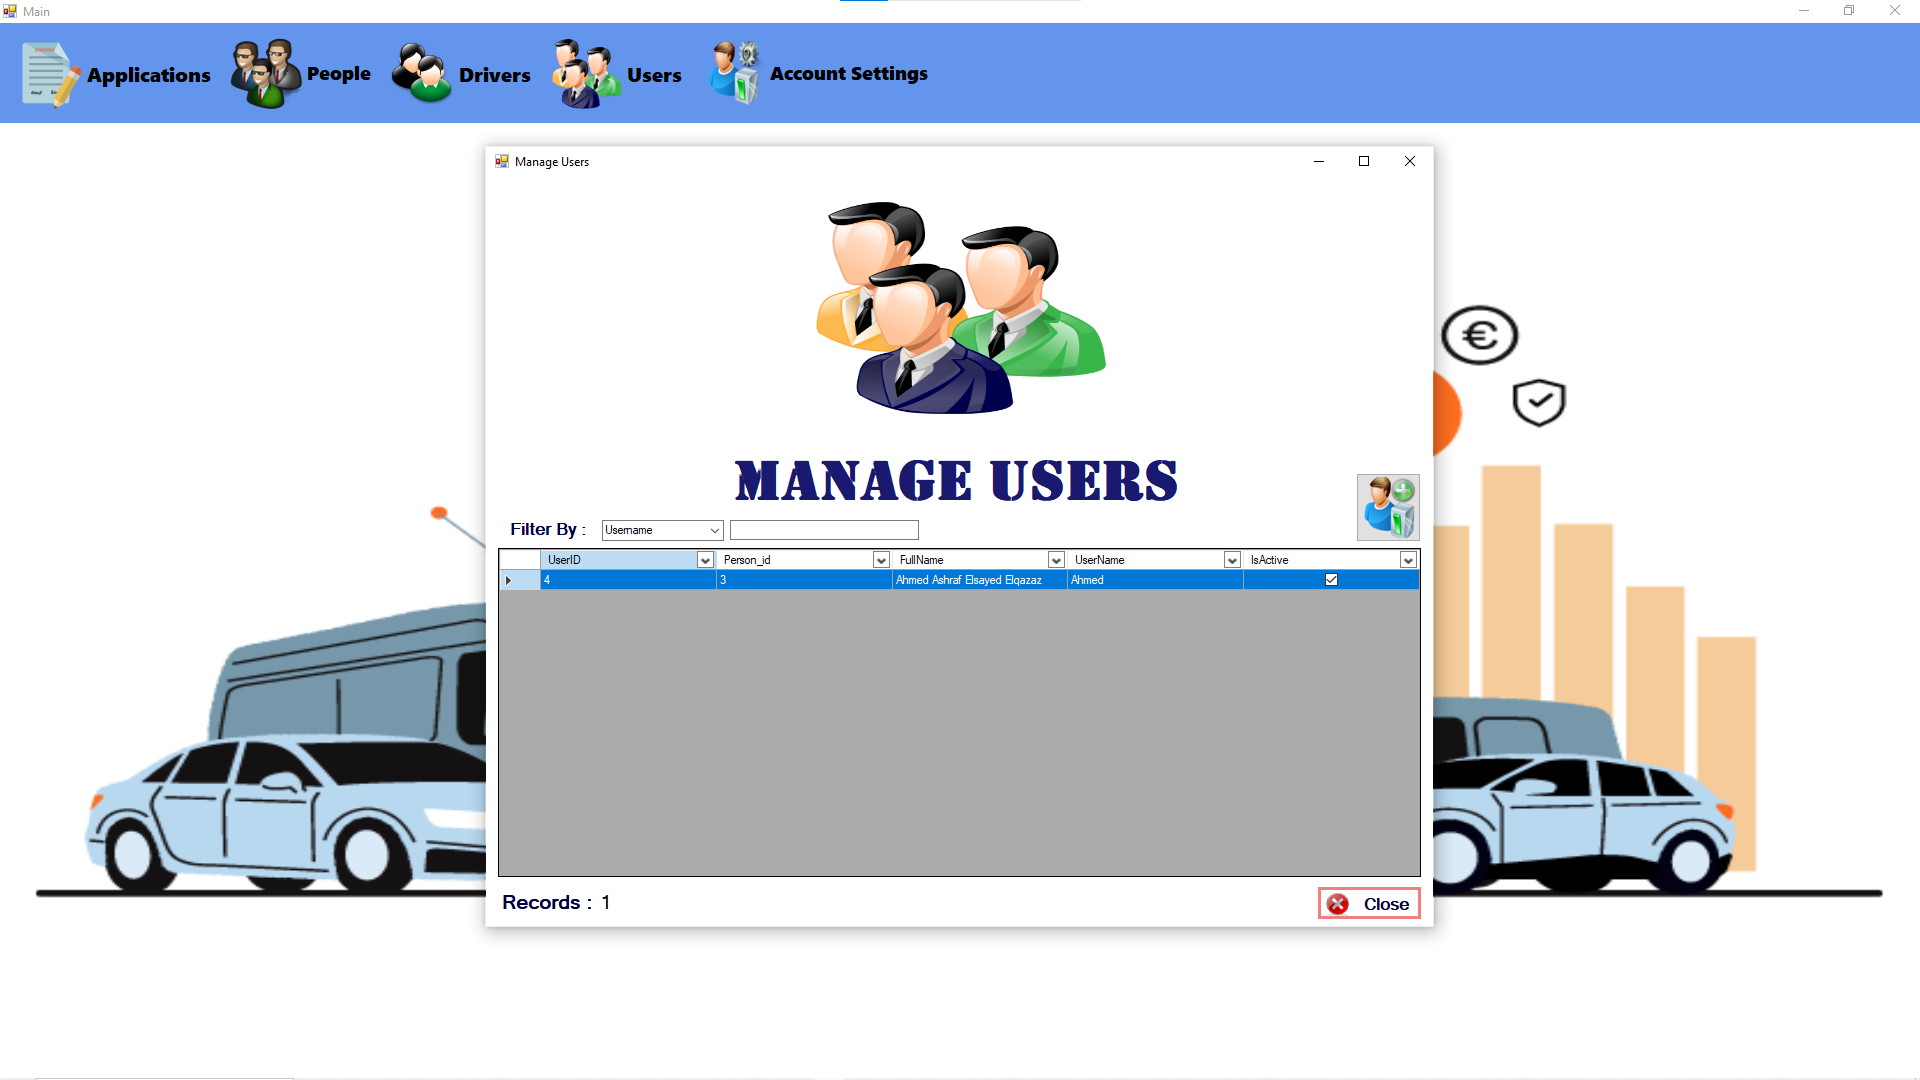 Main
Applications People Drivers Users Account Settings
Manage Users
MANAGE USERS
Filter By : Username
UserID Person_id FullName UserName IsActive
4 3 Ahmed Ashraf Elsayed Elqazaz Ahmed
Records : 1
Close